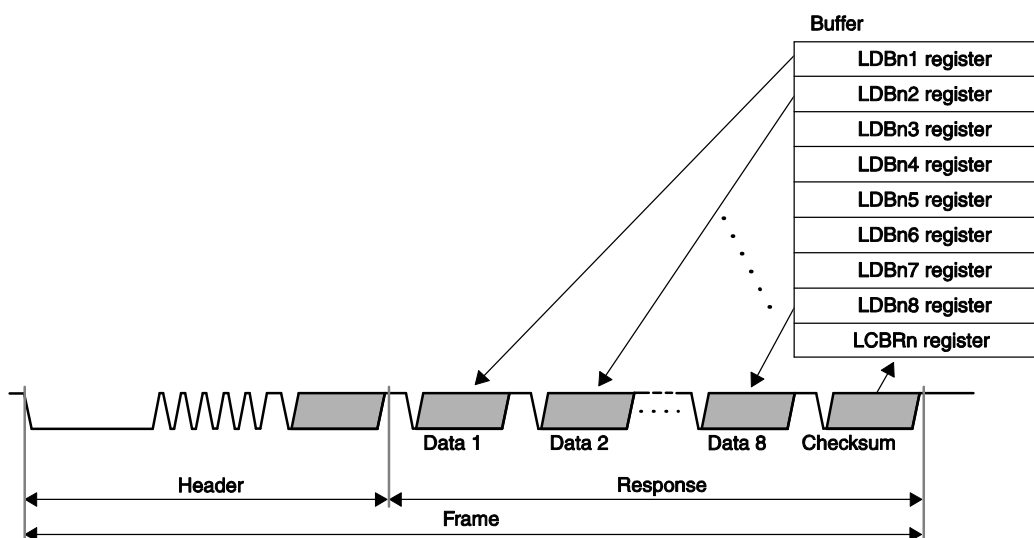 Buffer
LDBn1 register
LDBn2 register
LDBn3 register
LDBn4 register
LDBn5 register
LDBn6 register
LDBn7 register
LDBn8 register
LCBRn register
Data 1
Data 2
Data 8
Checksum
Header
Response
Frame